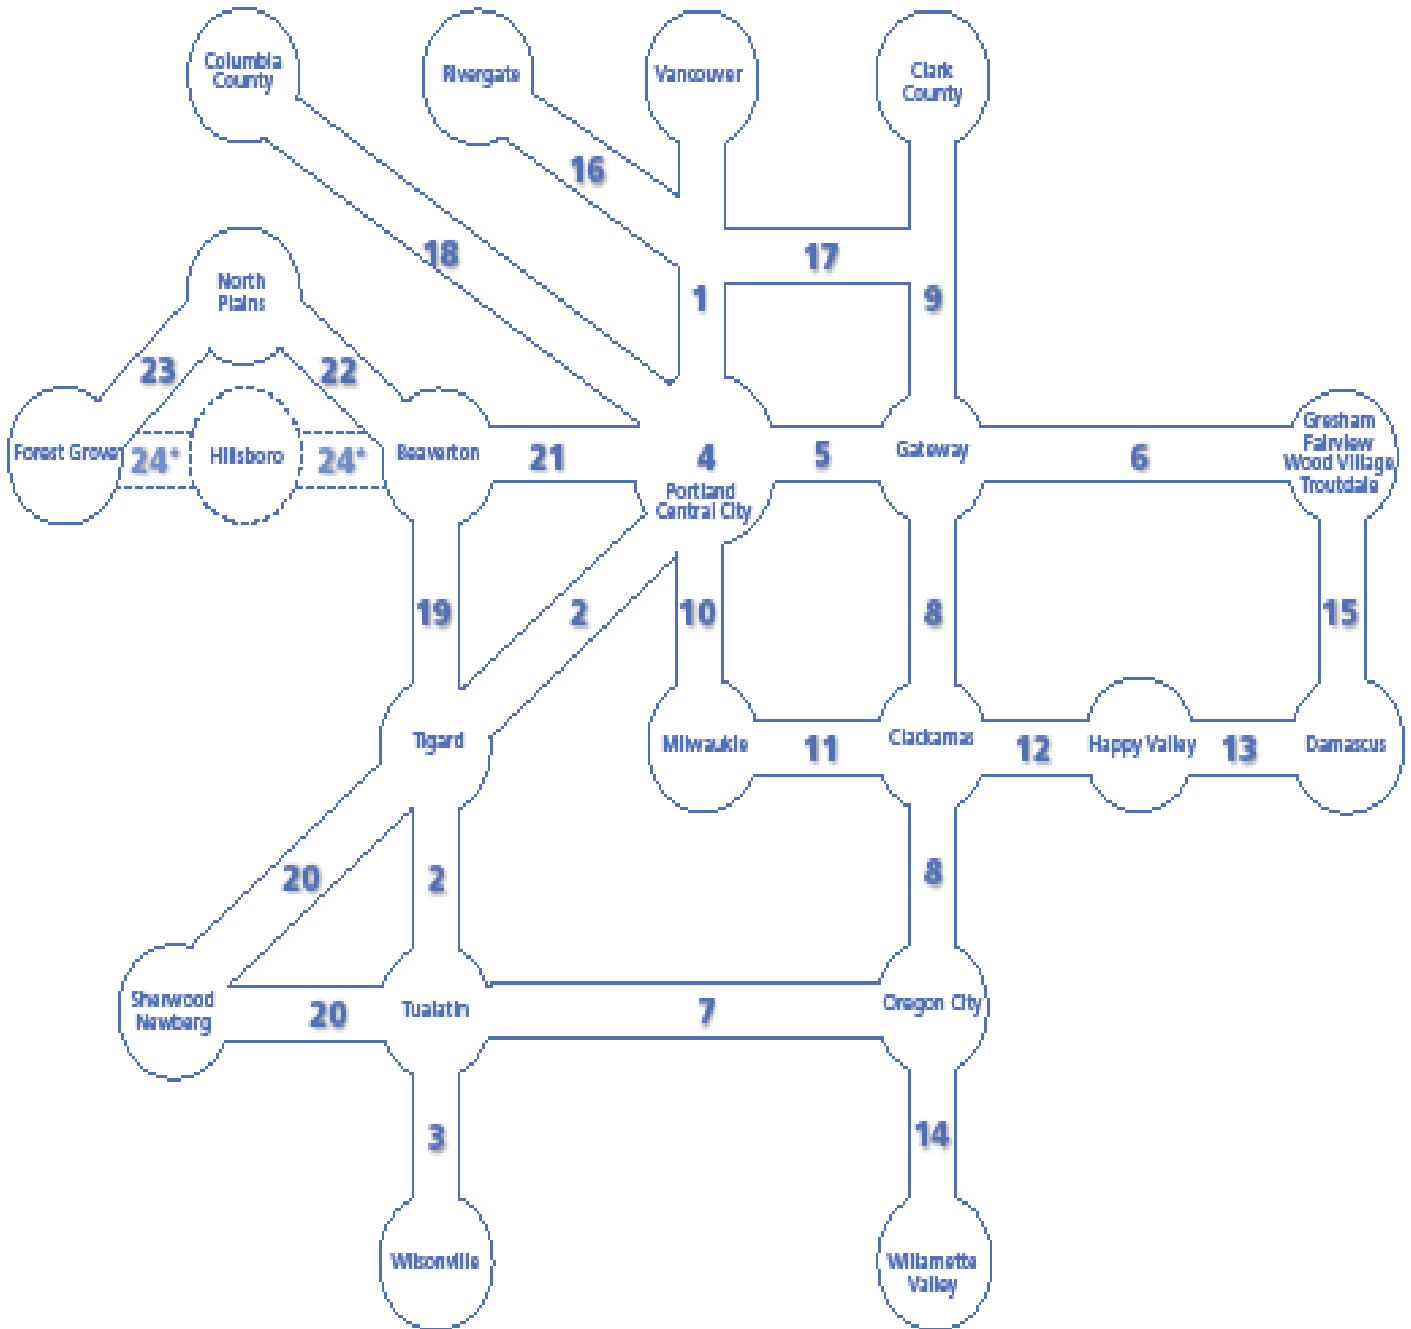 Columbia
County
Rivergate
Vancouver
Clark
County
16
18
17
1
9
North
Plains
23
22
Forest Grove
24*
Hillsboro
24*
Beaverton
21
4
Portland
Central City
5
Gateway
6
Gresham
Fairview
Wood Village
Troutdale
19
2
10
8
15
Tigard
Milwaukie
11
Clackamas
12
Happy Valley
13
Damascus
20
2
8
Sherwood
Newberg
20
Tualatin
7
Oregon City
3
14
Wilsonville
Willamette
Valley